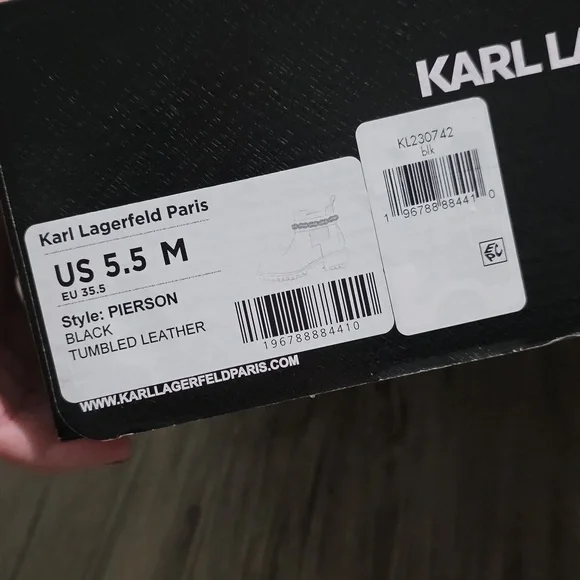 KARL LA
KL230742
blk
1 96788 88441 0
EPC
Karl Lagerfeld Paris
US 5.5 M
EU 35.5
Style: PIERSON
BLACK
TUMBLED LEATHER
196788884410
WWW.KARLLAGERFELDPARIS.COM